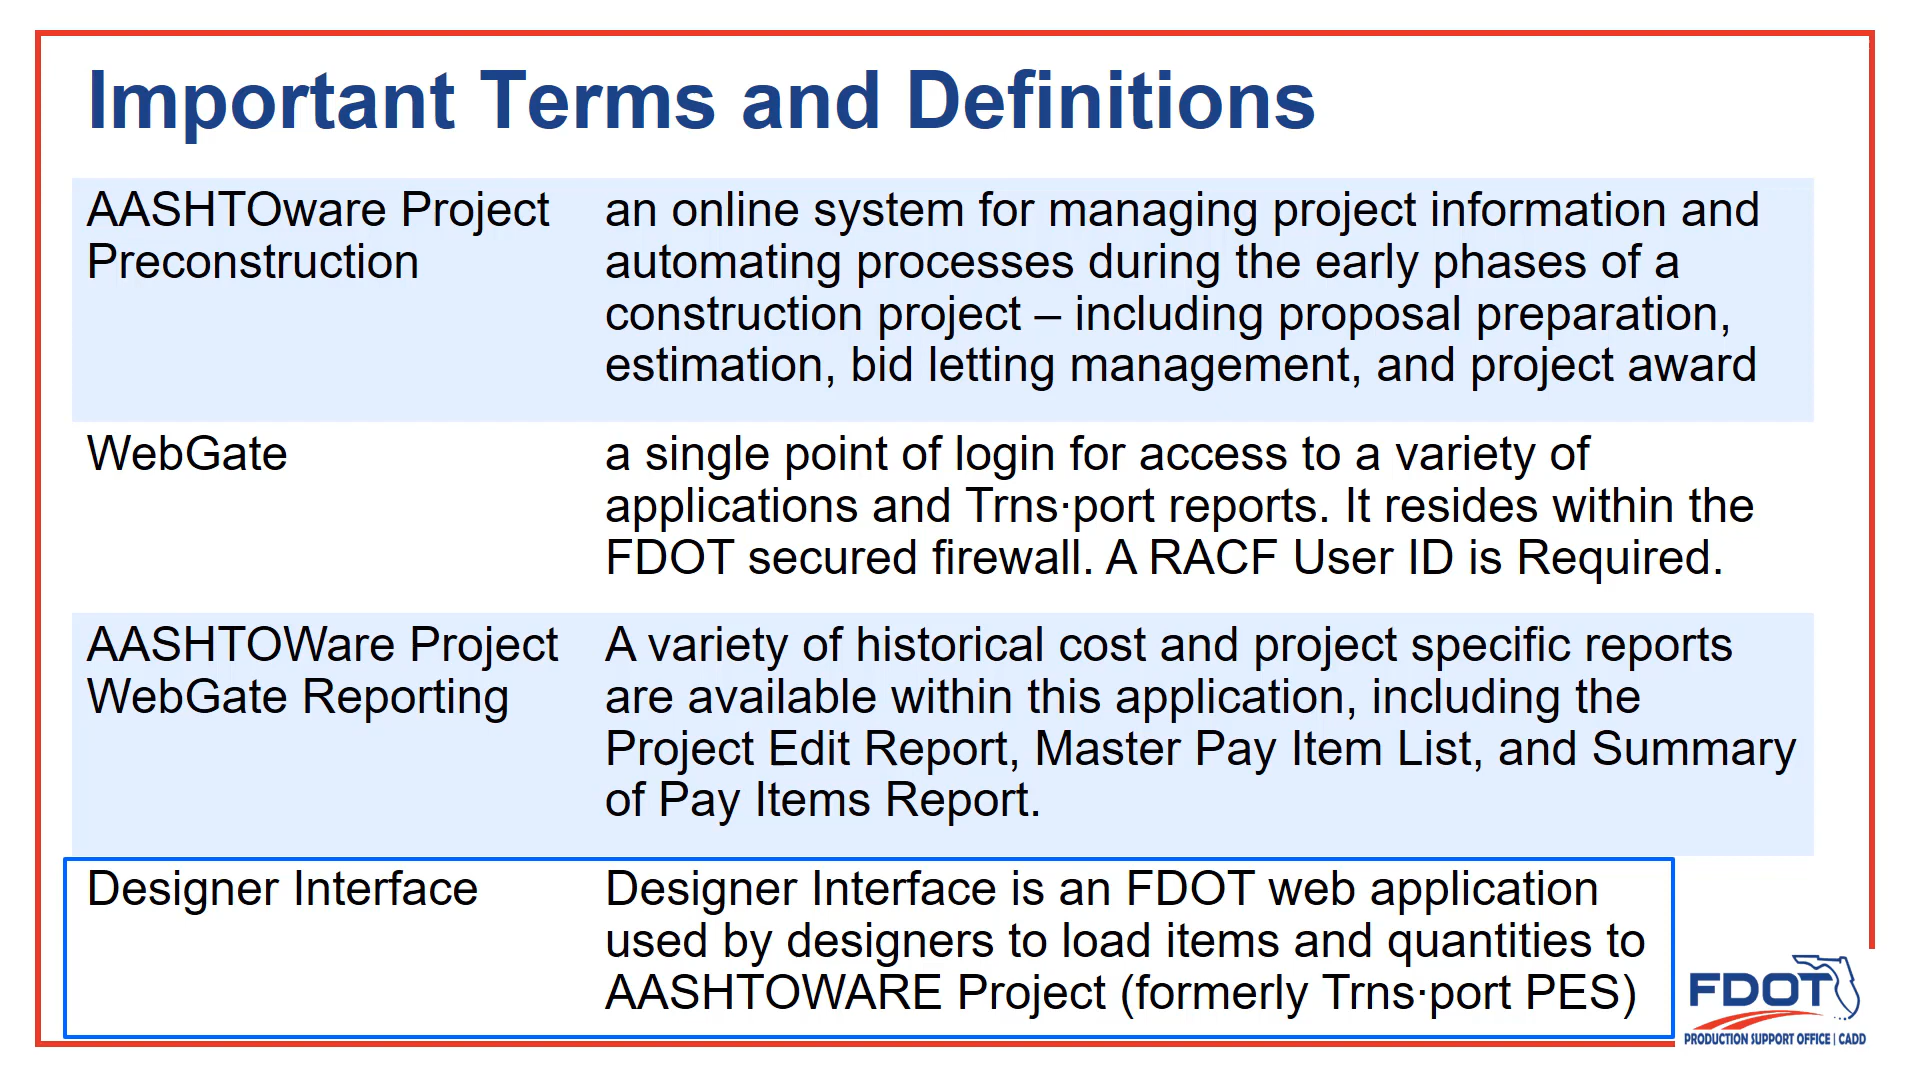 Important Terms and Definitions
AASHTOware Project
Preconstruction
an online system for managing project information and
automating processes during the early phases of a
construction project – including proposal preparation,
estimation, bid letting management, and project award
WebGate
a single point of login for access to a variety of
applications and Trns·port reports. It resides within the
FDOT secured firewall. A RACF User ID is Required.
AASHTOWare Project
WebGate Reporting
A variety of historical cost and project specific reports
are available within this application, including the
Project Edit Report, Master Pay Item List, and Summary
of Pay Items Report.
Designer Interface
Designer Interface is an FDOT web application
used by designers to load items and quantities to
AASHTOWARE Project (formerly Trns·port PES)
FDOT
PRODUCTION SUPPORT OFFICE | CADD